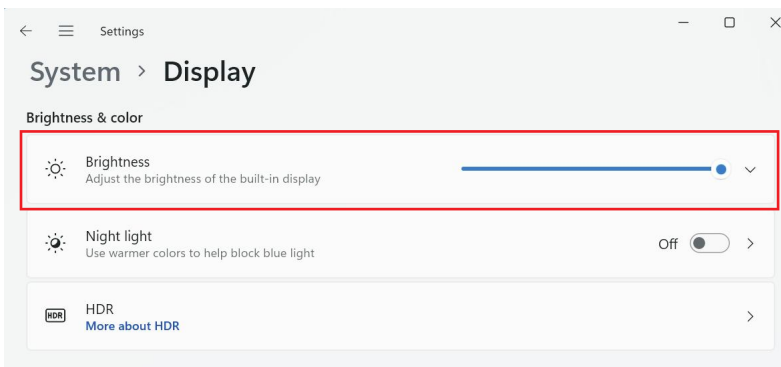 Settings
System > Display
Brightness & color
Brightness
Adjust the brightness of the built-in display
Night light
Use warmer colors to help block blue light
Off
HDR
HDR
More about HDR